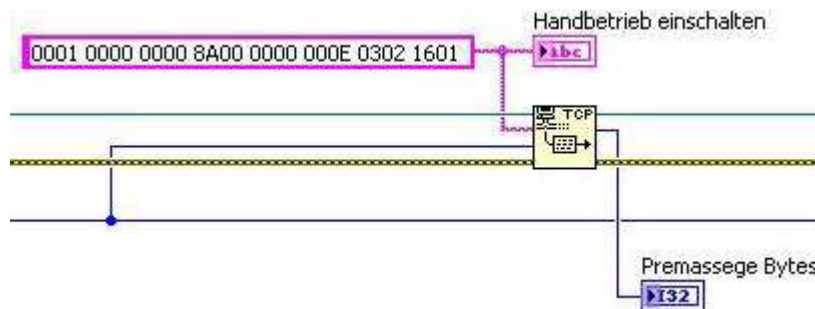 Handbetrieb einschalten
0001 0000 0000 8A00 0000 000E 0302 1601
abc
TCP
Premassege Bytes
I32